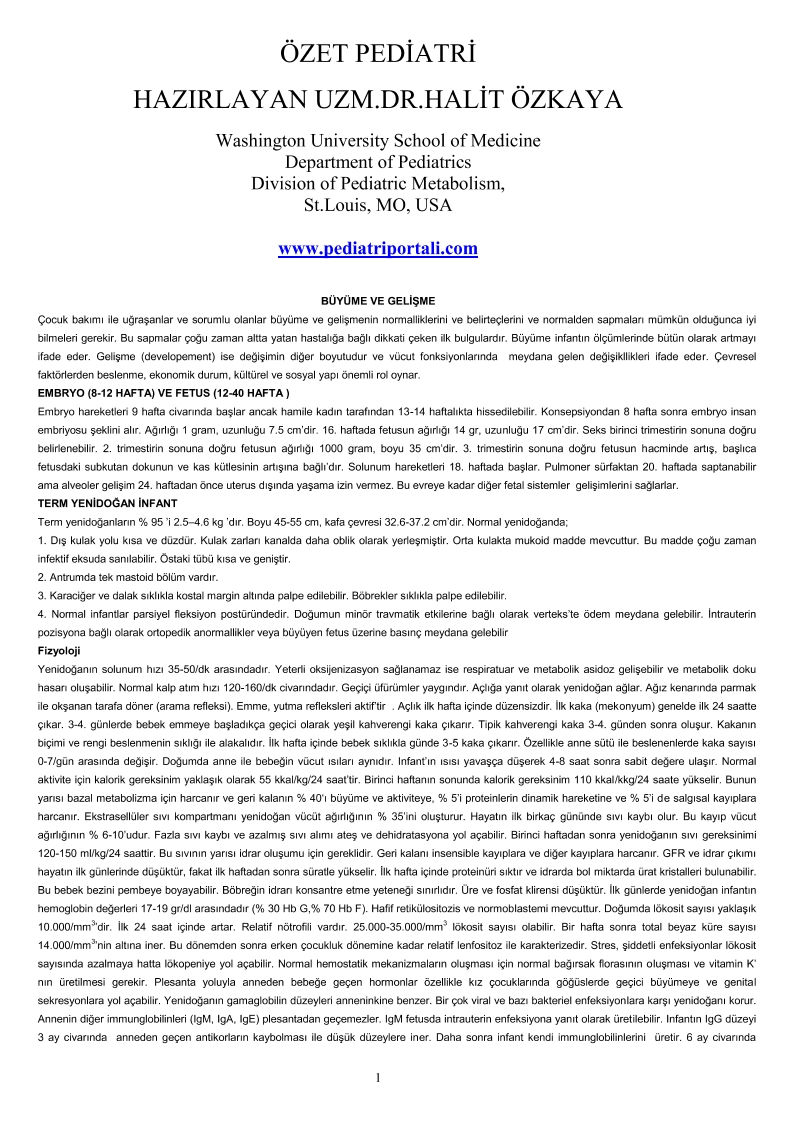 ÖZET PEDİATRİ
HAZIRLAYAN UZM.DR.HALİT ÖZKAYA
Washington University School of Medicine
Department of Pediatrics
Division of Pediatric Metabolism,
St.Louis, MO, USA
www.pediatriportali.com
BÜYÜME VE GELİŞME
Çocuk bakımı ile uğraşanlar ve sorumlu olanlar büyüme ve gelişmenin normalliklerini ve belirteçlerini ve normalden sapmaları mümkün olduğunca iyi
bilmeleri gerekir. Bu sapmalar çoğu zaman altta yatan hastalığa bağlı dikkati çeken ilk bulgulardır. Büyüme infantın ölçümlerinde bütün olarak artmayı
ifade eder. Gelişme (developement) ise değişimin diğer boyutudur ve vücut fonksiyonlarında meydana gelen değişikllikleri ifade eder. Çevresel
faktörlerden beslenme, ekonomik durum, kültürel ve sosyal yapı önemli rol oynar.
EMBRYO (8-12 HAFTA) VE FETUS (12-40 HAFTA )
Embryo hareketleri 9 hafta civarında başlar ancak hamile kadın tarafından 13-14 haftalıkta hissedilebilir. Konsepsiyondan 8 hafta sonra embryo insan
embriyosu şeklini alır. Ağırlığı 1 gram, uzunluğu 7.5 cm’dir. 16. haftada fetusun ağırlığı 14 gr, uzunluğu 17 cm’dir. Seks birinci trimestirin sonuna doğru
belirlenebilir. 2. trimestirin sonuna doğru fetusun ağırlığı 1000 gram, boyu 35 cm’dir. 3. trimestirin sonuna doğru fetusun hacminde artış, başlıca
fetusdaki subkutan dokunun ve kas kütlesinin artışına bağlı’dır. Solunum hareketleri 18. haftada başlar. Pulmoner sürfaktan 20. haftada saptanabilir
ama alveoler gelişim 24. haftadan önce uterus dışında yaşama izin vermez. Bu evreye kadar diğer fetal sistemler gelişimlerini sağlarlar.
TERM YENİDOĞAN İNFANT
Term yenidoğanların % 95 ’i 2.5–4.6 kg ’dır. Boyu 45-55 cm, kafa çevresi 32.6-37.2 cm’dir. Normal yenidoğanda;
1. Dış kulak yolu kısa ve düzdür. Kulak zarları kanalda daha oblik olarak yerleşmiştir. Orta kulakta mukoid madde mevcuttur. Bu madde çoğu zaman
infektif eksuda sanılabilir. Östaki tübü kısa ve geniştir.
2. Antrumda tek mastoid bölüm vardır.
3. Karaciğer ve dalak sıklıkla kostal margin altında palpe edilebilir. Böbrekler sıklıkla palpe edilebilir.
4. Normal infantlar parsiyel fleksiyon postüründedir. Doğumun minör travmatik etkilerine bağlı olarak verteks’te ödem meydana gelebilir. İntrauterin
pozisyona bağlı olarak ortopedik anormallikler veya büyüyen fetus üzerine basınç meydana gelebilir
Fizyoloji
Yenidoğanın solunum hızı 35-50/dk arasındadır. Yeterli oksijenizasyon sağlanamaz ise respiratuar ve metabolik asidoz gelişebilir ve metabolik doku
hasarı oluşabilir. Normal kalp atım hızı 120-160/dk civarındadır. Geçiçi üfürümler yaygındır. Açlığa yanıt olarak yenidoğan ağlar. Ağız kenarında parmak
ile okşanan tarafa döner (arama refleksi). Emme, yutma refleksleri aktif’tir . Açlık ilk hafta içinde düzensizdir. İlk kaka (mekonyum) genelde ilk 24 saatte
çıkar. 3-4. günlerde bebek emmeye başladıkça geçici olarak yeşil kahverengi kaka çıkarır. Tipik kahverengi kaka 3-4. günden sonra oluşur. Kakanın
biçimi ve rengi beslenmenin sıklığı ile alakalıdır. İlk hafta içinde bebek sıklıkla günde 3-5 kaka çıkarır. Özellikle anne sütü ile beslenenlerde kaka sayısı
0-7/gün arasında değişir. Doğumda anne ile bebeğin vücut ısıları aynıdır. Infant’ın ısısı yavaşça düşerek 4-8 saat sonra sabit değere ulaşır. Normal
aktivite için kalorik gereksinim yaklaşık olarak 55 kkal/kg/24 saat’tir. Birinci haftanın sonunda kalorik gereksinim 110 kkal/kkg/24 saate yükselir. Bunun
yarısı bazal metabolizma için harcanır ve geri kalanın % 40’ı büyüme ve aktiviteye, % 5’i proteinlerin dinamik hareketine ve % 5’i de salgısal kayıplara
harcanır. Ekstrasellüler sıvı kompartmanı yenidoğan vücüt ağırlığının % 35’ini oluşturur. Hayatın ilk birkaç gününde sıvı kaybı olur. Bu kayıp vücut
ağırlığının % 6-10’udur. Fazla sıvı kaybı ve azalmış sıvı alımı ateş ve dehidratasyona yol açabilir. Birinci haftadan sonra yenidoğanın sıvı gereksinimi
120-150 ml/kg/24 saattir. Bu sıvının yarısı idrar oluşumu için gereklidir. Geri kalanı insensible kayıplara ve diğer kayıplara harcanır. GFR ve idrar çıkımı
hayatın ilk günlerinde düşüktür, fakat ilk haftadan sonra süratle yükselir. İlk hafta içinde proteinüri sıktır ve idrarda bol miktarda ürat kristalleri bulunabilir.
Bu bebek bezini pembeye boyayabilir. Böbreğin idrarı konsantre etme yeteneği sınırlıdır. Üre ve fosfat klirensi düşüktür. İlk günlerde yenidoğan infantın
hemoglobin değerleri 17-19 gr/dl arasındadır (% 30 Hb G,% 70 Hb F). Hafif retikülositozis ve normoblastemi mevcuttur. Doğumda lökosit sayısı yaklaşık
10.000/mm³’dir. İlk 24 saat içinde artar. Relatif nötrofili vardır. 25.000-35.000/mm³ lökosit sayısı olabilir. Bir hafta sonra total beyaz küre sayısı
14.000/mm³’nin altına iner. Bu dönemden sonra erken çocukluk dönemine kadar relatif lenfositoz ile karakterizedir. Stres, şiddetli enfeksiyonlar lökosit
sayısında azalmaya hatta lökopeniye yol açabilir. Normal hemostatik mekanizmaların oluşması için normal bağırsak florasının oluşması ve vitamin K’
nın üretilmesi gerekir. Plesanta yoluyla anneden bebeğe geçen hormonlar özellikle kız çocuklarında göğüslerde geçici büyümeye ve genital
sekresyonlara yol açabilir. Yenidoğanın gamaglobilin düzeyleri anneninkine benzer. Bir çok viral ve bazı bakteriel enfeksiyonlara karşı yenidoğanı korur.
Annenin diğer immunglobilinleri (IgM, IgA, IgE) plesantadan geçemezler. IgM fetusda intrauterin enfeksiyona yanıt olarak üretilebilir. Infantın IgG düzeyi
3 ay civarında anneden geçen antikorların kaybolması ile düşük düzeylere iner. Daha sonra infant kendi immunglobilinlerini üretir. 6 ay civarında
1